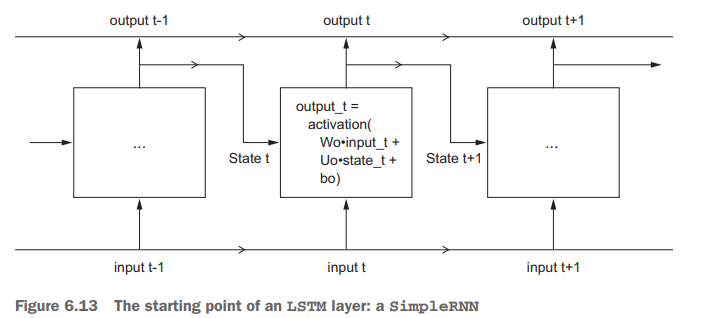 output t-1
output t
output t+1
...
output_t =
activation(
Wo•input_t +
Uo•state_t +
bo)
...
State t
State t+1
input t-1
input t
input t+1
Figure 6.13 The starting point of an LSTM layer: a SimpleRNN